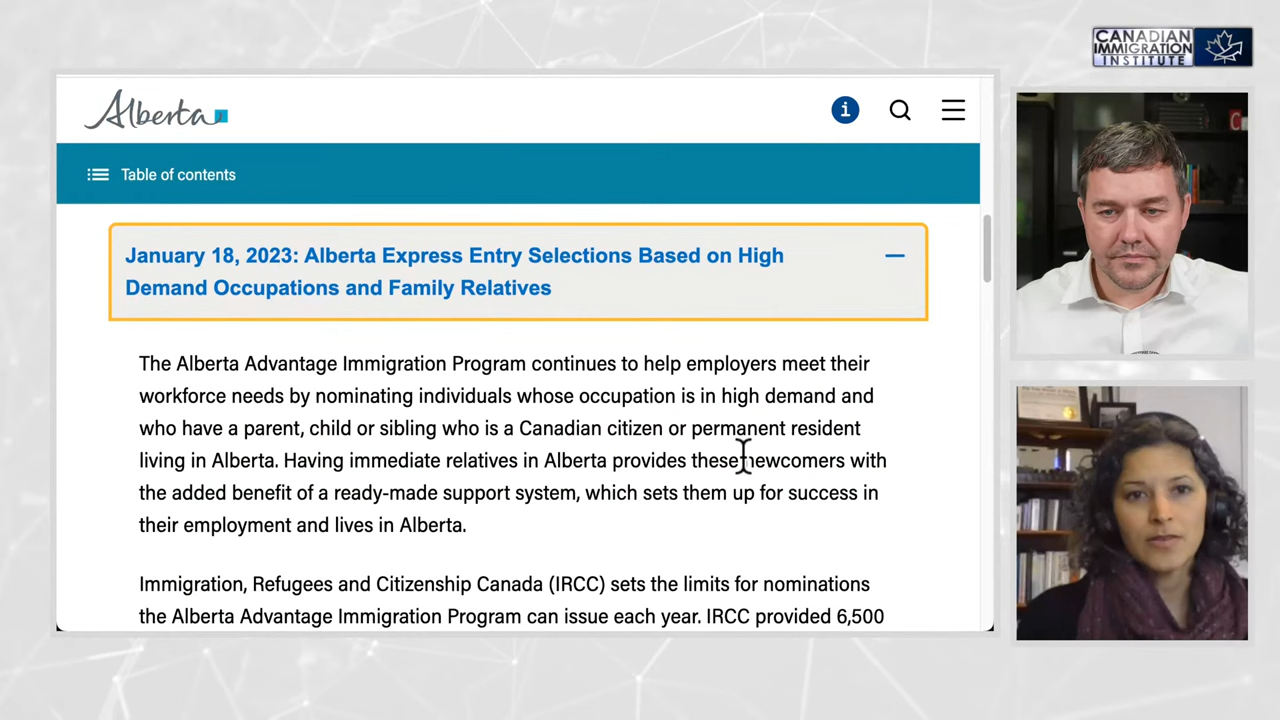 CANADIAN
IMMIGRATION
INSTITUTE
Alberta
Table of contents
January 18, 2023: Alberta Express Entry Selections Based on High
Demand Occupations and Family Relatives
The Alberta Advantage Immigration Program continues to help employers meet their
workforce needs by nominating individuals whose occupation is in high demand and
who have a parent, child or sibling who is a Canadian citizen or permanent resident
living in Alberta. Having immediate relatives in Alberta provides these newcomers with
the added benefit of a ready-made support system, which sets them up for success in
their employment and lives in Alberta.
Immigration, Refugees and Citizenship Canada (IRCC) sets the limits for nominations
the Alberta Advantage Immigration Program can issue each year. IRCC provided 6,500